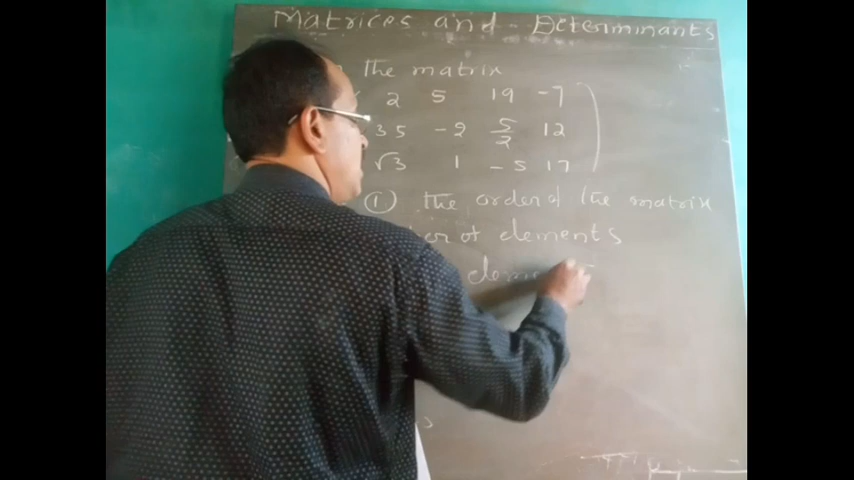 Matrices and Determinants
the matrix
2 5 19 -7
35 -2 5/2 12
√3 1 -5 17
① the order of the matrix
of elements